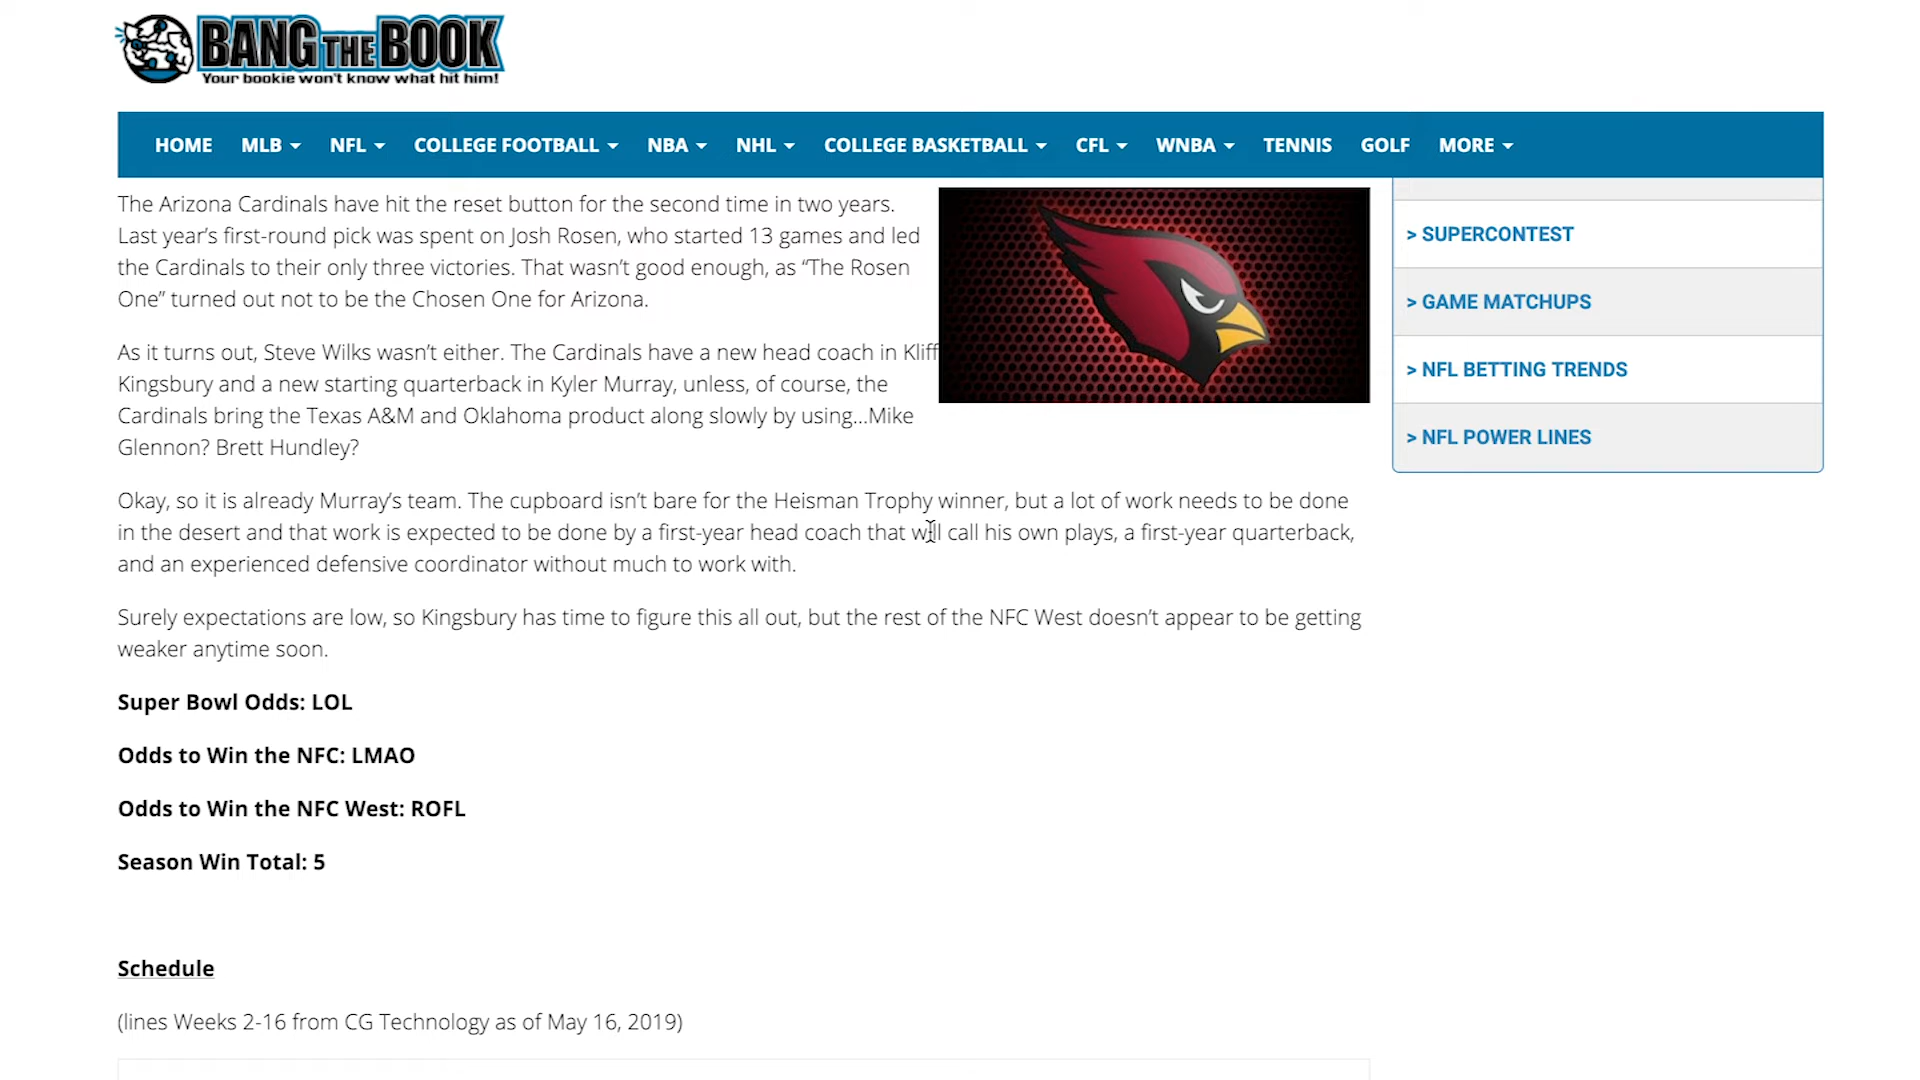 BANG THE BOOK
Your bookie won't know what hit him!
HOME MLB NFL COLLEGE FOOTBALL NBA NHL COLLEGE BASKETBALL CFL WNBA TENNIS GOLF MORE
The Arizona Cardinals have hit the reset button for the second time in two years.
Last year’s first-round pick was spent on Josh Rosen, who started 13 games and led
the Cardinals to their only three victories. That wasn’t good enough, as “The Rosen
One” turned out not to be the Chosen One for Arizona.
As it turns out, Steve Wilks wasn’t either. The Cardinals have a new head coach in Kliff
Kingsbury and a new starting quarterback in Kyler Murray, unless, of course, the
Cardinals bring the Texas A&M and Oklahoma product along slowly by using…Mike
Glennon? Brett Hundley?
Okay, so it is already Murray’s team. The cupboard isn’t bare for the Heisman Trophy winner, but a lot of work needs to be done
in the desert and that work is expected to be done by a first-year head coach that will call his own plays, a first-year quarterback,
and an experienced defensive coordinator without much to work with.
Surely expectations are low, so Kingsbury has time to figure this all out, but the rest of the NFC West doesn’t appear to be getting
weaker anytime soon.
Super Bowl Odds: LOL
Odds to Win the NFC: LMAO
Odds to Win the NFC West: ROFL
Season Win Total: 5
Schedule
(lines Weeks 2-16 from CG Technology as of May 16, 2019)
> SUPERCONTEST
> GAME MATCHUPS
> NFL BETTING TRENDS
> NFL POWER LINES